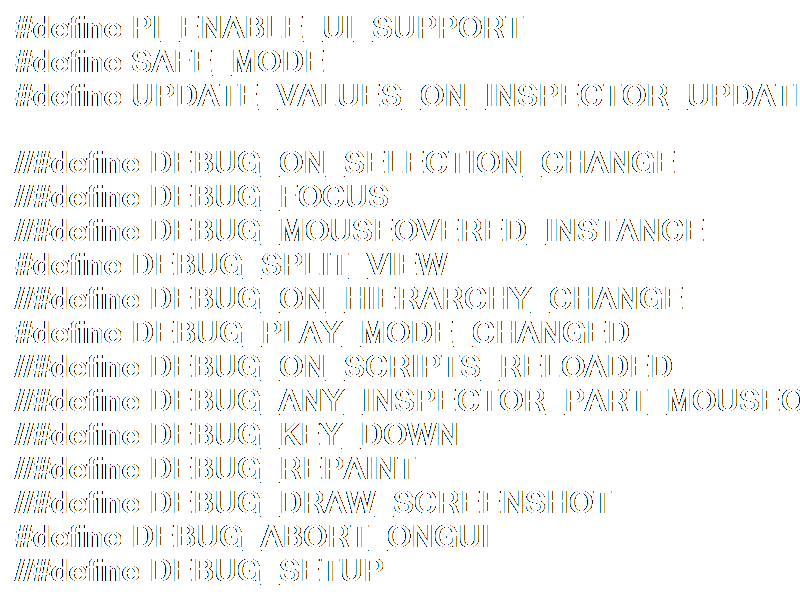 #define PI_ENABLE_UI_SUPPORT
#define SAFE_MODE
#define UPDATE_VALUES_ON_INSPECTOR_UPDAT

//#define DEBUG_ON_SELECTION_CHANGE
//#define DEBUG_FOCUS
//#define DEBUG_MOUSEOVERED_INSTANCE
#define DEBUG_SPLIT_VIEW
//#define DEBUG_ON_HIERARCHY_CHANGE
#define DEBUG_PLAY_MODE_CHANGED
//#define DEBUG_ON_SCRIPTS_RELOADED
//#define DEBUG_ANY_INSPECTOR_PART_MOUSEO
//#define DEBUG_KEY_DOWN
//#define DEBUG_REPAINT
//#define DEBUG_DRAW_SCREENSHOT
#define DEBUG_ABORT_ONGUI
//#define DEBUG_SETUP